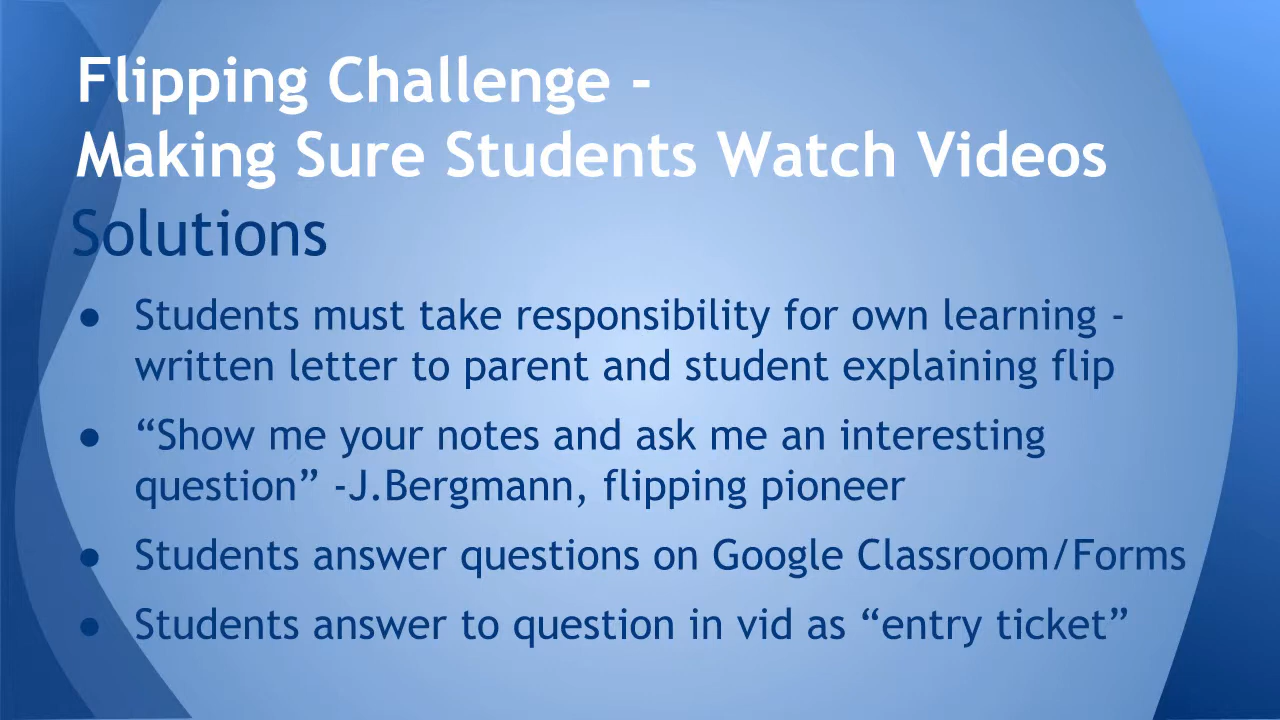 Flipping Challenge -
Making Sure Students Watch Videos
Solutions
● Students must take responsibility for own learning -
written letter to parent and student explaining flip
● “Show me your notes and ask me an interesting
question” -J.Bergmann, flipping pioneer
● Students answer questions on Google Classroom/Forms
● Students answer to question in vid as “entry ticket”